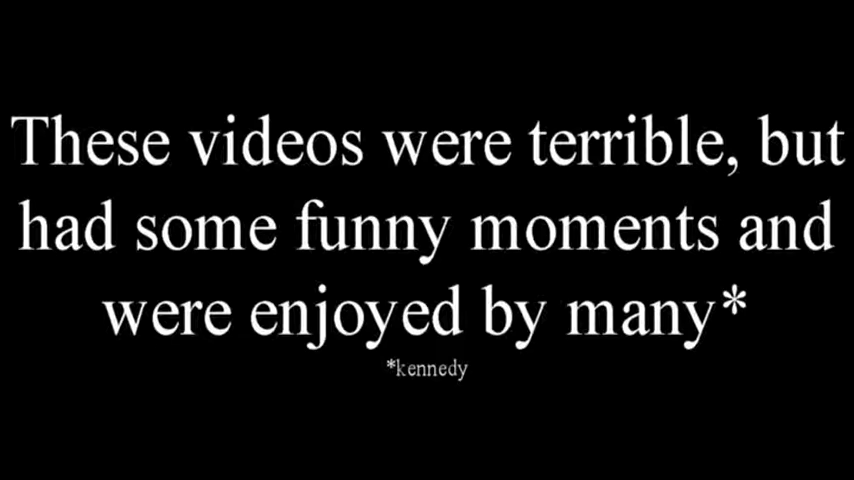 These videos were terrible, but
had some funny moments and
were enjoyed by many*
*kennedy